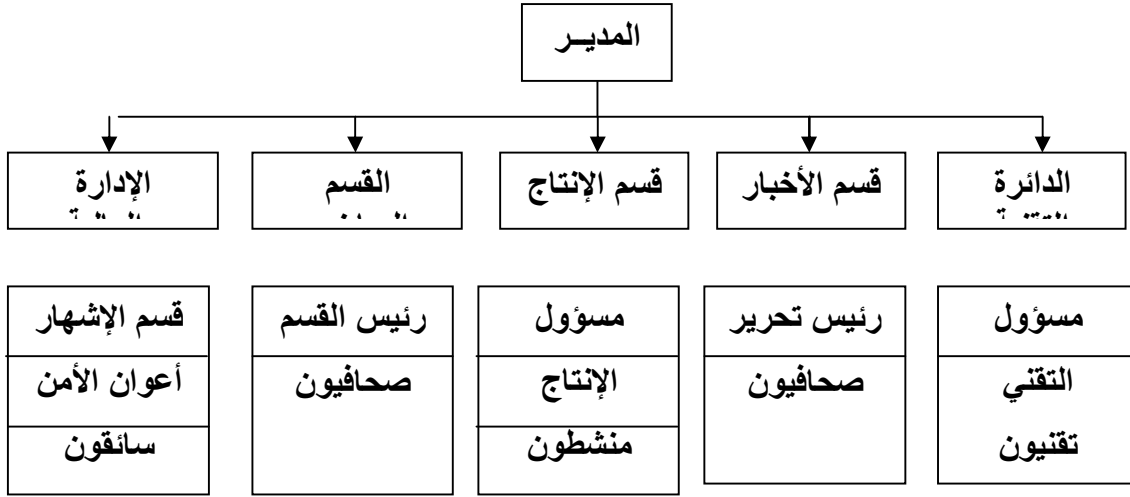 المديــر
الدائرة
قسم الأخبار
قسم الإنتاج
القسم
الإدارة
مسؤول
التقني
تقنيون
رئيس تحرير
صحافيون
مسؤول
الإنتاج
منشطون
رئيس القسم
صحافيون
قسم الإشهار
أعوان الأمن
سائقون